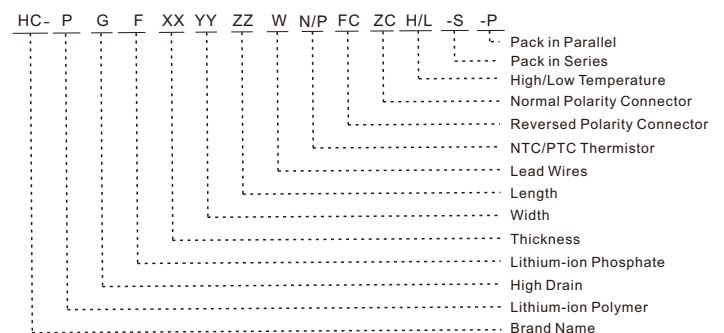 HC- P G F XX YY ZZ W N/P FC ZC H/L -S -P
Pack in Parallel
Pack in Series
High/Low Temperature
Normal Polarity Connector
Reversed Polarity Connector
NTC/PTC Thermistor
Lead Wires
Length
Width
Thickness
Lithium-ion Phosphate
High Drain
Lithium-ion Polymer
Brand Name